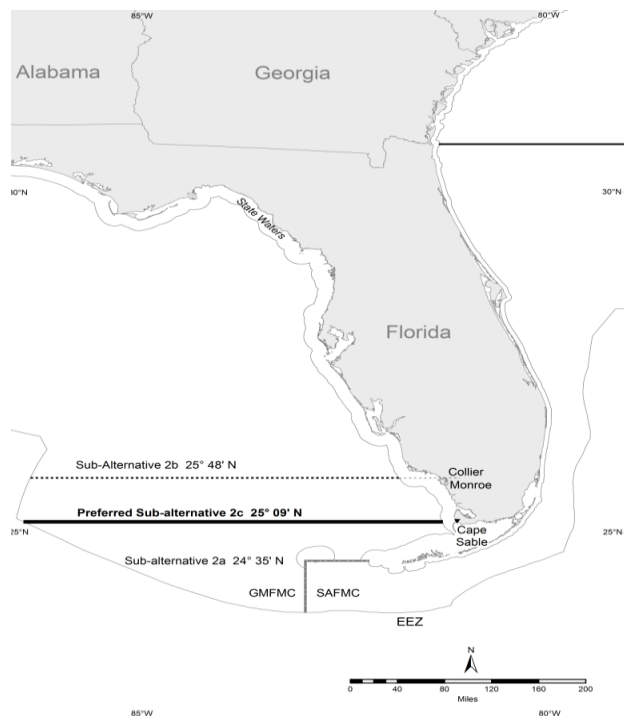 85°W
80°W
Alabama
Georgia
30°N
30°N
State Waters
Florida
Sub-Alternative 2b 25° 48' N
Collier
Monroe
Preferred Sub-alternative 2c 25° 09' N
25°N
25°N
Cape
Sable
Sub-alternative 2a 24° 35' N
GMFMC
SAFMC
EEZ
N
0 20 40 80 120 160 200
Miles
85°W
80°W